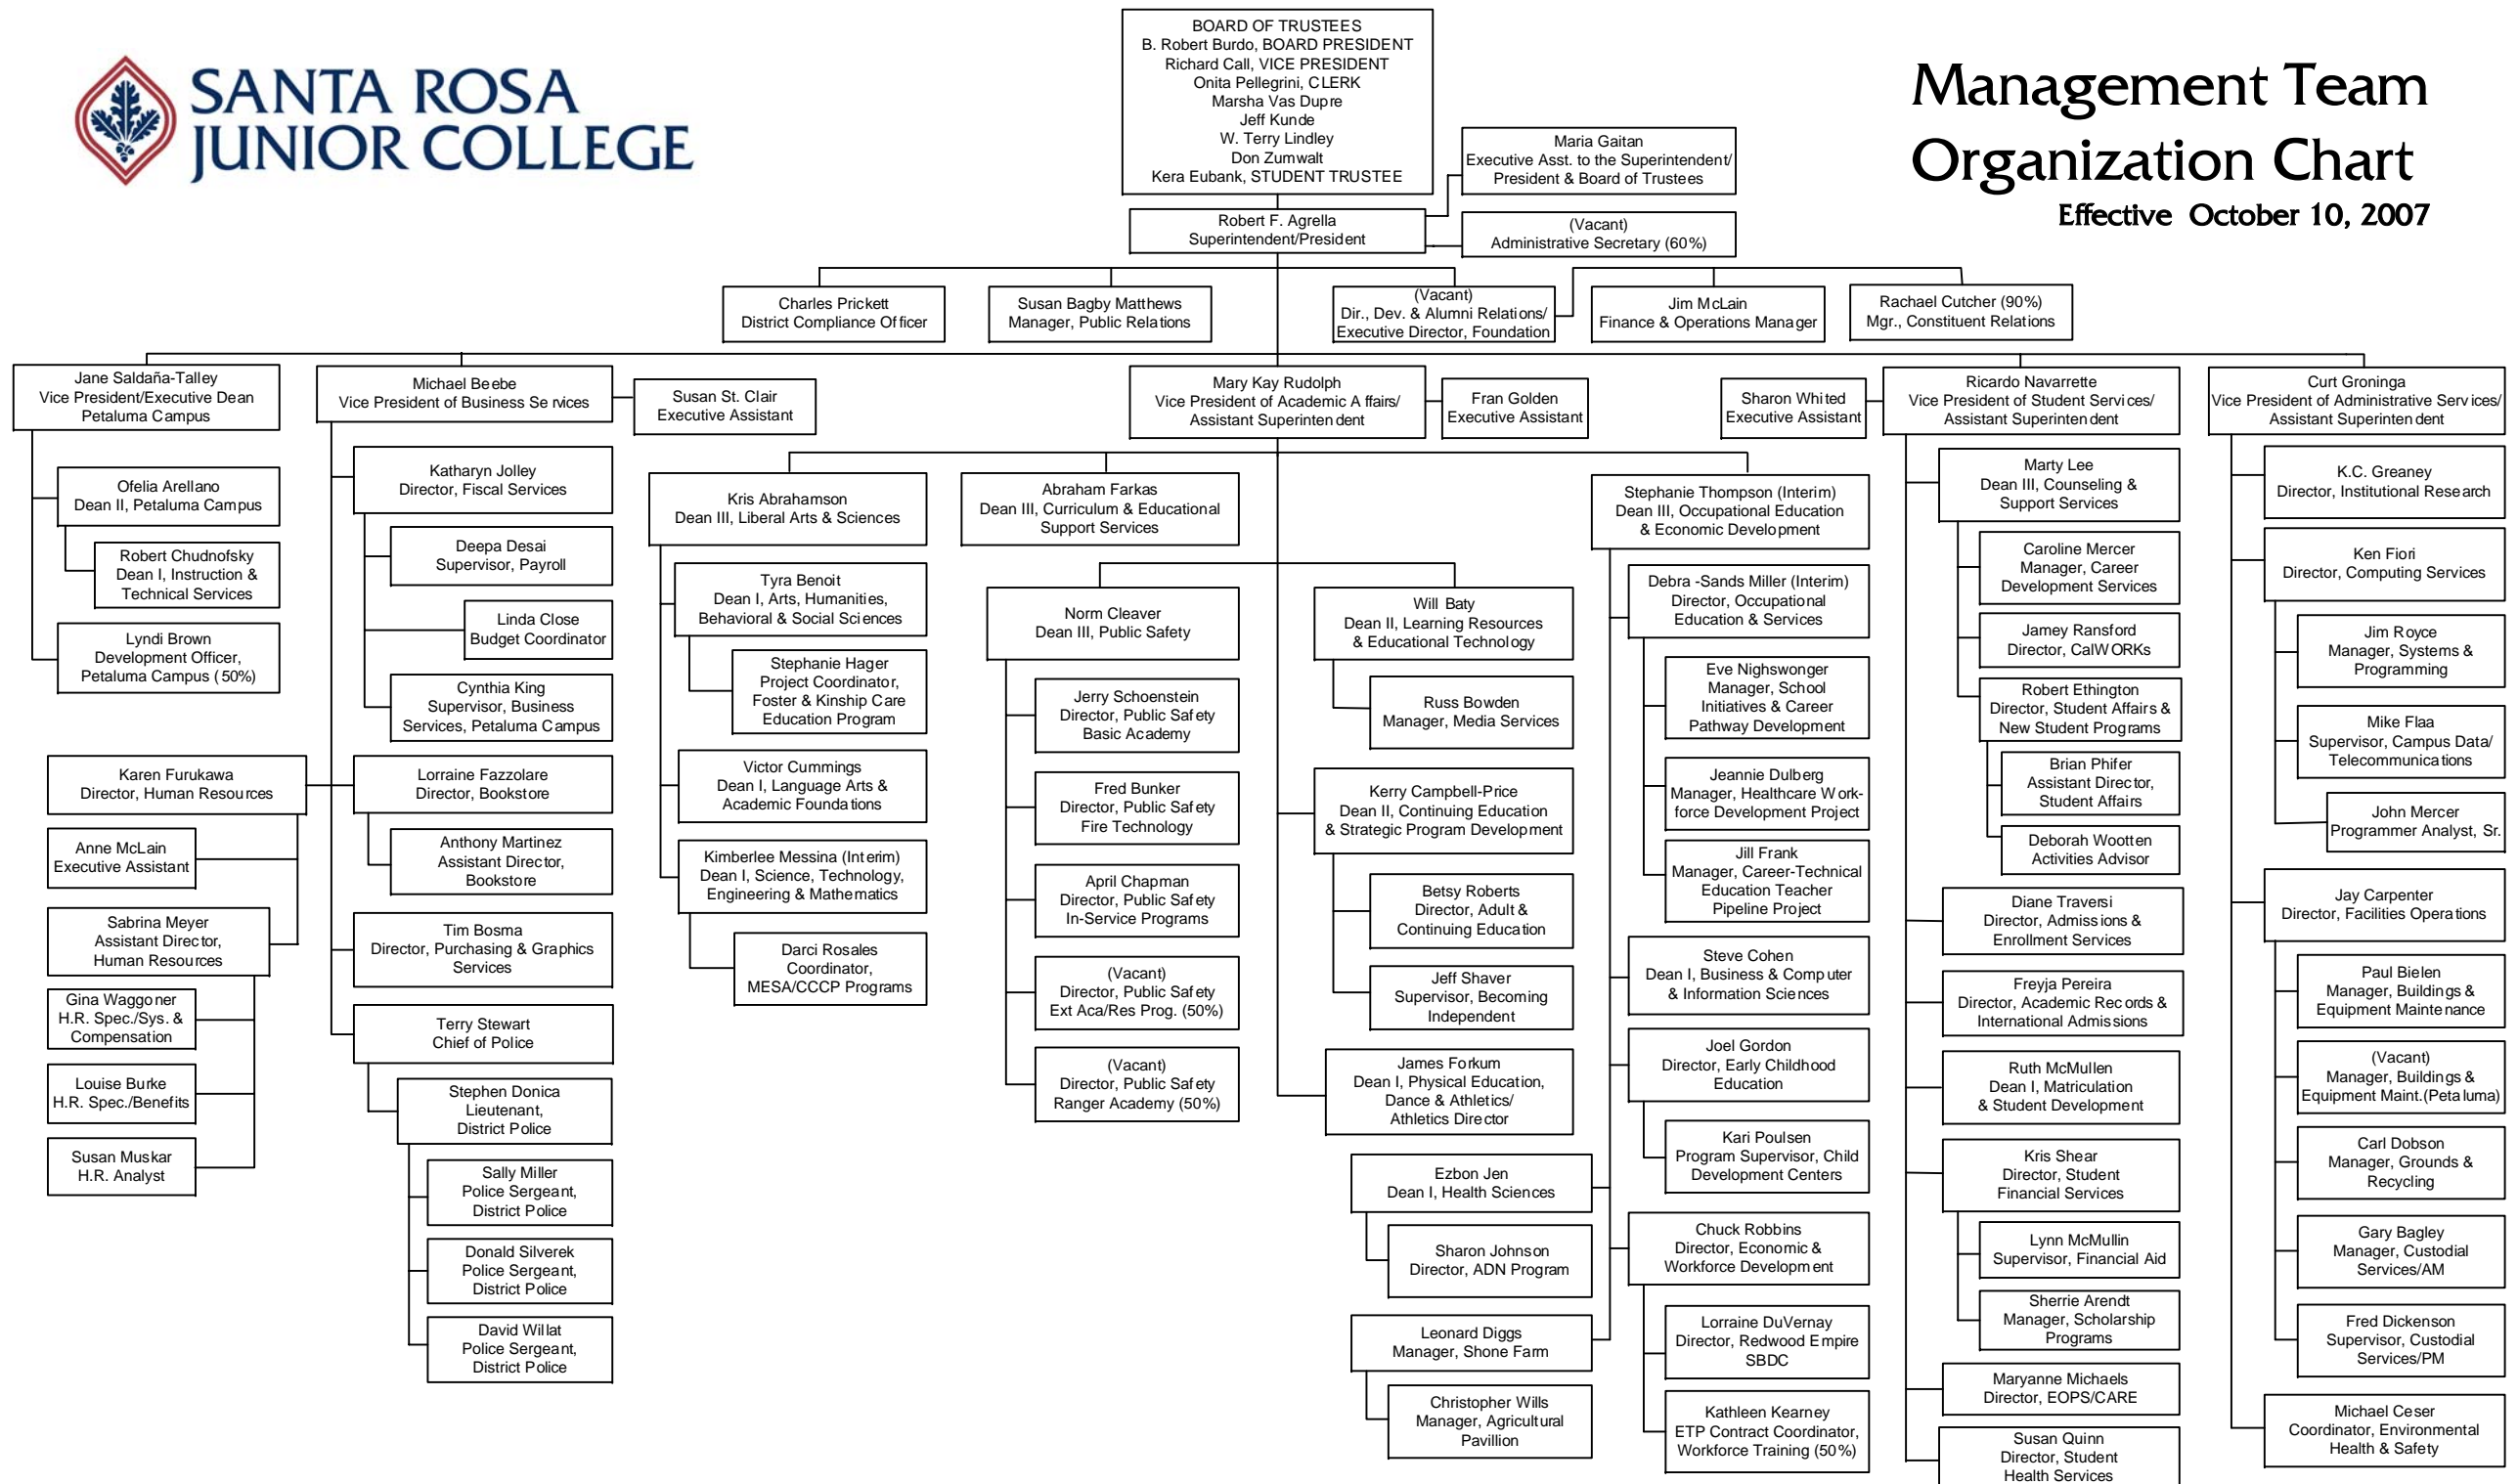 SANTA ROSA
JUNIOR COLLEGE
Management Team
Organization Chart
Effective October 10, 2007
BOARD OF TRUSTEES
B. Robert Burdo, BOARD PRESIDENT
Richard Call, VICE PRESIDENT
Onita Pellegrini, CLERK
Marsha Vas Dupre
Jeff Kunde
W. Terry Lindley
Don Zumwalt
Kera Eubank, STUDENT TRUSTEE
Maria Gaitan
Executive Asst. to the Superintendent/
President & Board of Trustees
Robert F. Agrella
Superintendent/President
(Vacant)
Administrative Secretary (60%)
Charles Prickett
District Compliance Officer
Susan Bagby Matthews
Manager, Public Relations
(Vacant)
Dir., Dev. & Alumni Relations/
Executive Director, Foundation
Jim McLain
Finance & Operations Manager
Rachael Cutcher (90%)
Mgr., Constituent Relations
Jane Saldaña-Talley
Vice President/Executive Dean
Petaluma Campus
Ofelia Arellano
Dean II, Petaluma Campus
Robert Chudnofsky
Dean I, Instruction &
Technical Services
Lyndi Brown
Development Officer,
Petaluma Campus (50%)
Michael Beebe
Vice President of Business Services
Susan St. Clair
Executive Assistant
Katharyn Jolley
Director, Fiscal Services
Deepa Desai
Supervisor, Payroll
Linda Close
Budget Coordinator
Cynthia King
Supervisor, Business
Services, Petaluma Campus
Karen Furukawa
Director, Human Resources
Anne McLain
Executive Assistant
Sabrina Meyer
Assistant Director,
Human Resources
Gina Waggoner
H.R. Spec./Sys. &
Compensation
Louise Burke
H.R. Spec./Benefits
Susan Muskar
H.R. Analyst
Lorraine Fazzolare
Director, Bookstore
Anthony Martinez
Assistant Director,
Bookstore
Tim Bosma
Director, Purchasing & Graphics
Services
Terry Stewart
Chief of Police
Stephen Donica
Lieutenant,
District Police
Sally Miller
Police Sergeant,
District Police
Donald Silverek
Police Sergeant,
District Police
David Willat
Police Sergeant,
District Police
Mary Kay Rudolph
Vice President of Academic Affairs/
Assistant Superintendent
Fran Golden
Executive Assistant
Kris Abrahamson
Dean III, Liberal Arts & Sciences
Tyra Benoit
Dean I, Arts, Humanities,
Behavioral & Social Sciences
Stephanie Hager
Project Coordinator,
Foster & Kinship Care
Education Program
Victor Cummings
Dean I, Language Arts &
Academic Foundations
Kimberlee Messina (Interim)
Dean I, Science, Technology,
Engineering & Mathematics
Darci Rosales
Coordinator,
MESA/CCCP Programs
Abraham Farkas
Dean III, Curriculum & Educational
Support Services
Norm Cleaver
Dean III, Public Safety
Jerry Schoenstein
Director, Public Safety
Basic Academy
Fred Bunker
Director, Public Safety
Fire Technology
April Chapman
Director, Public Safety
In-Service Programs
(Vacant)
Director, Public Safety
Ext Aca/Res Prog. (50%)
(Vacant)
Director, Public Safety
Ranger Academy (50%)
Will Baty
Dean II, Learning Resources
& Educational Technology
Russ Bowden
Manager, Media Services
Kerry Campbell-Price
Dean II, Continuing Education
& Strategic Program Development
Betsy Roberts
Director, Adult &
Continuing Education
Jeff Shaver
Supervisor, Becoming
Independent
James Forkum
Dean I, Physical Education,
Dance & Athletics/
Athletics Director
Ezbon Jen
Dean I, Health Sciences
Sharon Johnson
Director, ADN Program
Leonard Diggs
Manager, Shone Farm
Christopher Wills
Manager, Agricultural
Pavillion
Stephanie Thompson (Interim)
Dean III, Occupational Education
& Economic Development
Debra -Sands Miller (Interim)
Director, Occupational
Education & Services
Eve Nighswonger
Manager, School
Initiatives & Career
Pathway Development
Jeannie Dulberg
Manager, Healthcare Work-
force Development Project
Jill Frank
Manager, Career-Technical
Education Teacher
Pipeline Project
Steve Cohen
Dean I, Business & Computer
& Information Sciences
Joel Gordon
Director, Early Childhood
Education
Kari Poulsen
Program Supervisor, Child
Development Centers
Chuck Robbins
Director, Economic &
Workforce Development
Lorraine DuVernay
Director, Redwood Empire
SBDC
Kathleen Kearney
ETP Contract Coordinator,
Workforce Training (50%)
Sharon Whited
Executive Assistant
Ricardo Navarrette
Vice President of Student Services/
Assistant Superintendent
Marty Lee
Dean III, Counseling &
Support Services
Caroline Mercer
Manager, Career
Development Services
Jamey Ransford
Director, CalWORKs
Robert Ethington
Director, Student Affairs &
New Student Programs
Brian Phifer
Assistant Director,
Student Affairs
Deborah Wootten
Activities Advisor
Diane Traversi
Director, Admissions &
Enrollment Services
Freyja Pereira
Director, Academic Records &
International Admissions
Ruth McMullen
Dean I, Matriculation
& Student Development
Kris Shear
Director, Student
Financial Services
Lynn McMullin
Supervisor, Financial Aid
Sherrie Arendt
Manager, Scholarship
Programs
Maryanne Michaels
Director, EOPS/CARE
Susan Quinn
Director, Student
Health Services
Curt Groninga
Vice President of Administrative Services/
Assistant Superintendent
K.C. Greaney
Director, Institutional Research
Ken Fiori
Director, Computing Services
Jim Royce
Manager, Systems &
Programming
Mike Flaa
Supervisor, Campus Data/
Telecommunications
John Mercer
Programmer Analyst, Sr.
Jay Carpenter
Director, Facilities Operations
Paul Bielen
Manager, Buildings &
Equipment Maintenance
(Vacant)
Manager, Buildings &
Equipment Maint.(Petaluma)
Carl Dobson
Manager, Grounds &
Recycling
Gary Bagley
Manager, Custodial
Services/AM
Fred Dickenson
Supervisor, Custodial
Services/PM
Michael Ceser
Coordinator, Environmental
Health & Safety